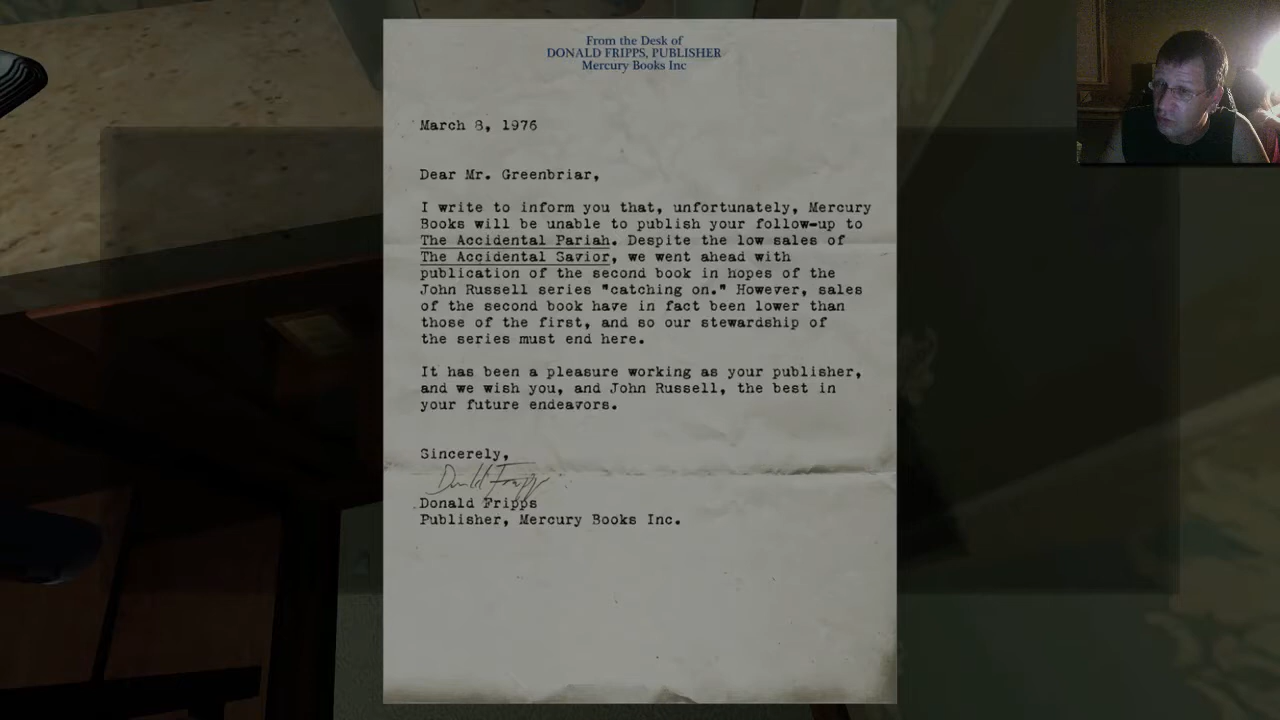 From the Desk of
DONALD FRIPPS, PUBLISHER
Mercury Books Inc
March 8, 1976
Dear Mr. Greenbriar,
I write to inform you that, unfortunately, Mercury
Books will be unable to publish your follow-up to
The Accidental Pariah. Despite the low sales of
The Accidental Savior, we went ahead with
publication of the second book in hopes of the
John Russell series "catching on." However, sales
of the second book have in fact been lower than
those of the first, and so our stewardship of
the series must end here.
It has been a pleasure working as your publisher,
and we wish you, and John Russell, the best in
your future endeavors.
Sincerely,
Donald Fripps
Donald Fripps
Publisher, Mercury Books Inc.